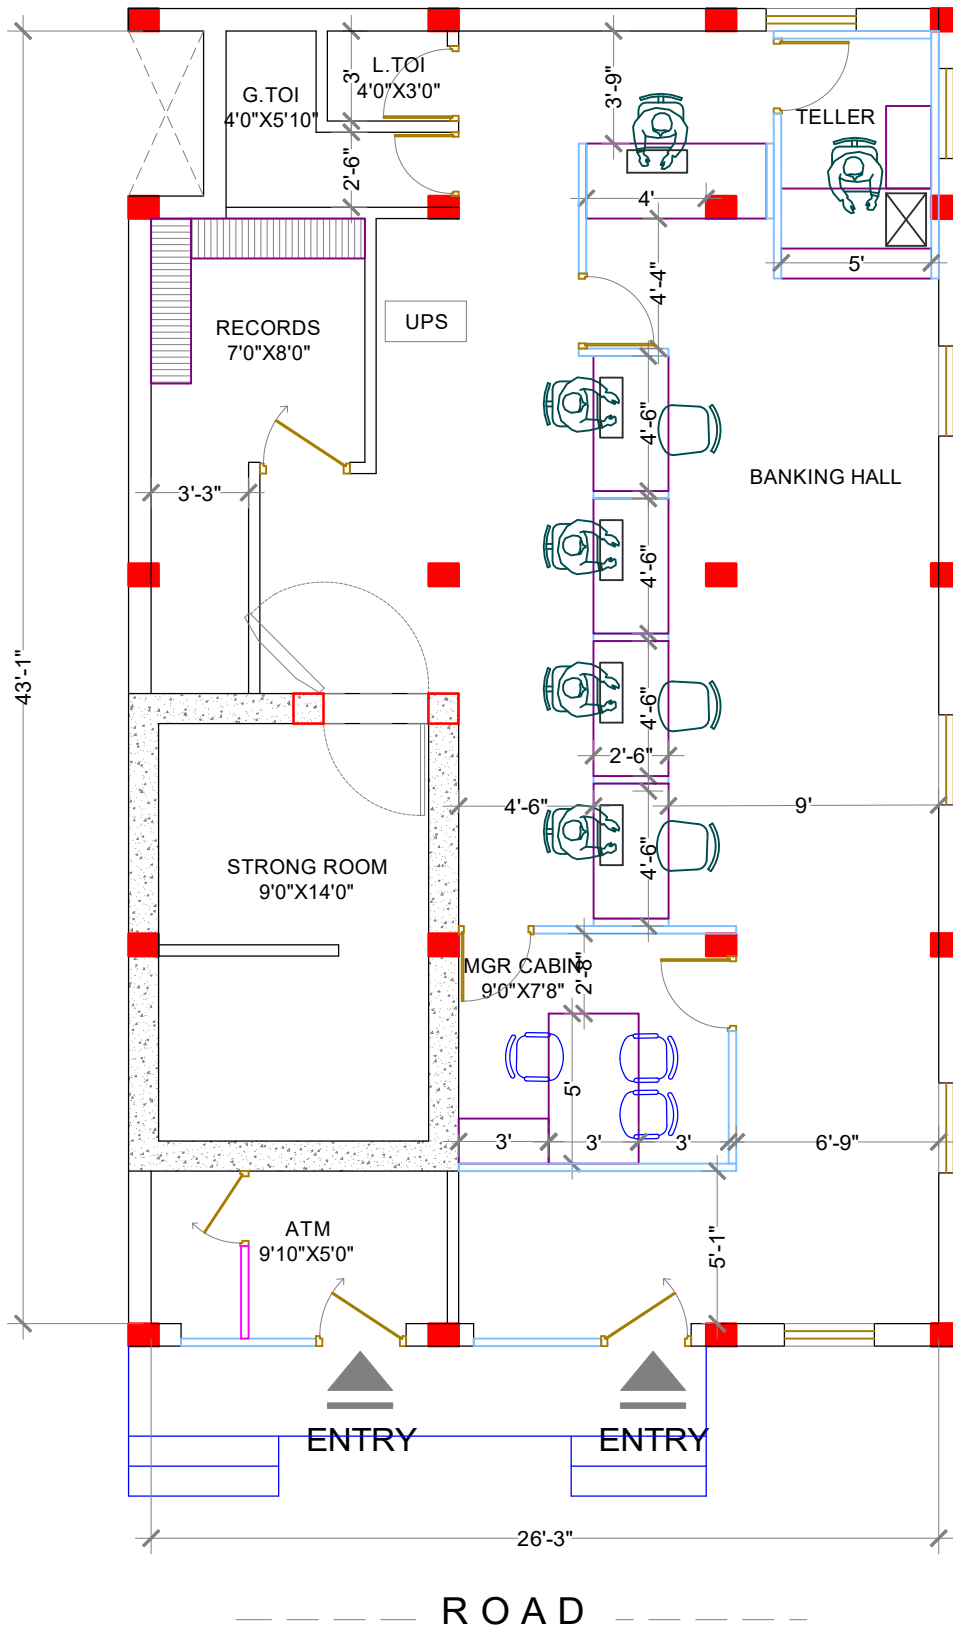 L.TOI
4'0"X3'0"
3'
G.TOI
4'0"X5'10"
2'-6"
3'-9"
TELLER
4'
5'
4'-4"
RECORDS
7'0"X8'0"
UPS
4'-6"
BANKING HALL
3'-3"
4'-6"
43'-1"
4'-6"
2'-6"
4'-6"
9'
4'-6"
STRONG ROOM
9'0"X14'0"
MGR CABIN
9'0"X7'8"
2'-8"
5'
3'
3'
3'
6'-9"
ATM
9'10"X5'0"
5'-1"
ENTRY
ENTRY
26'-3"
ROAD